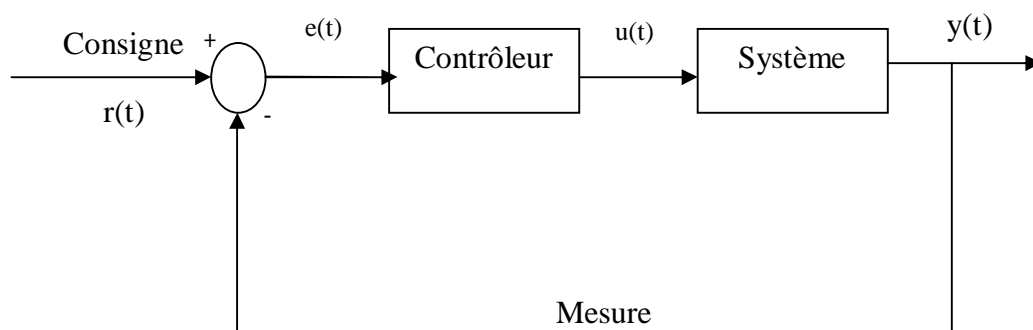 Consigne
+
e(t)
Contrôleur
u(t)
Système
y(t)
r(t)
-
Mesure